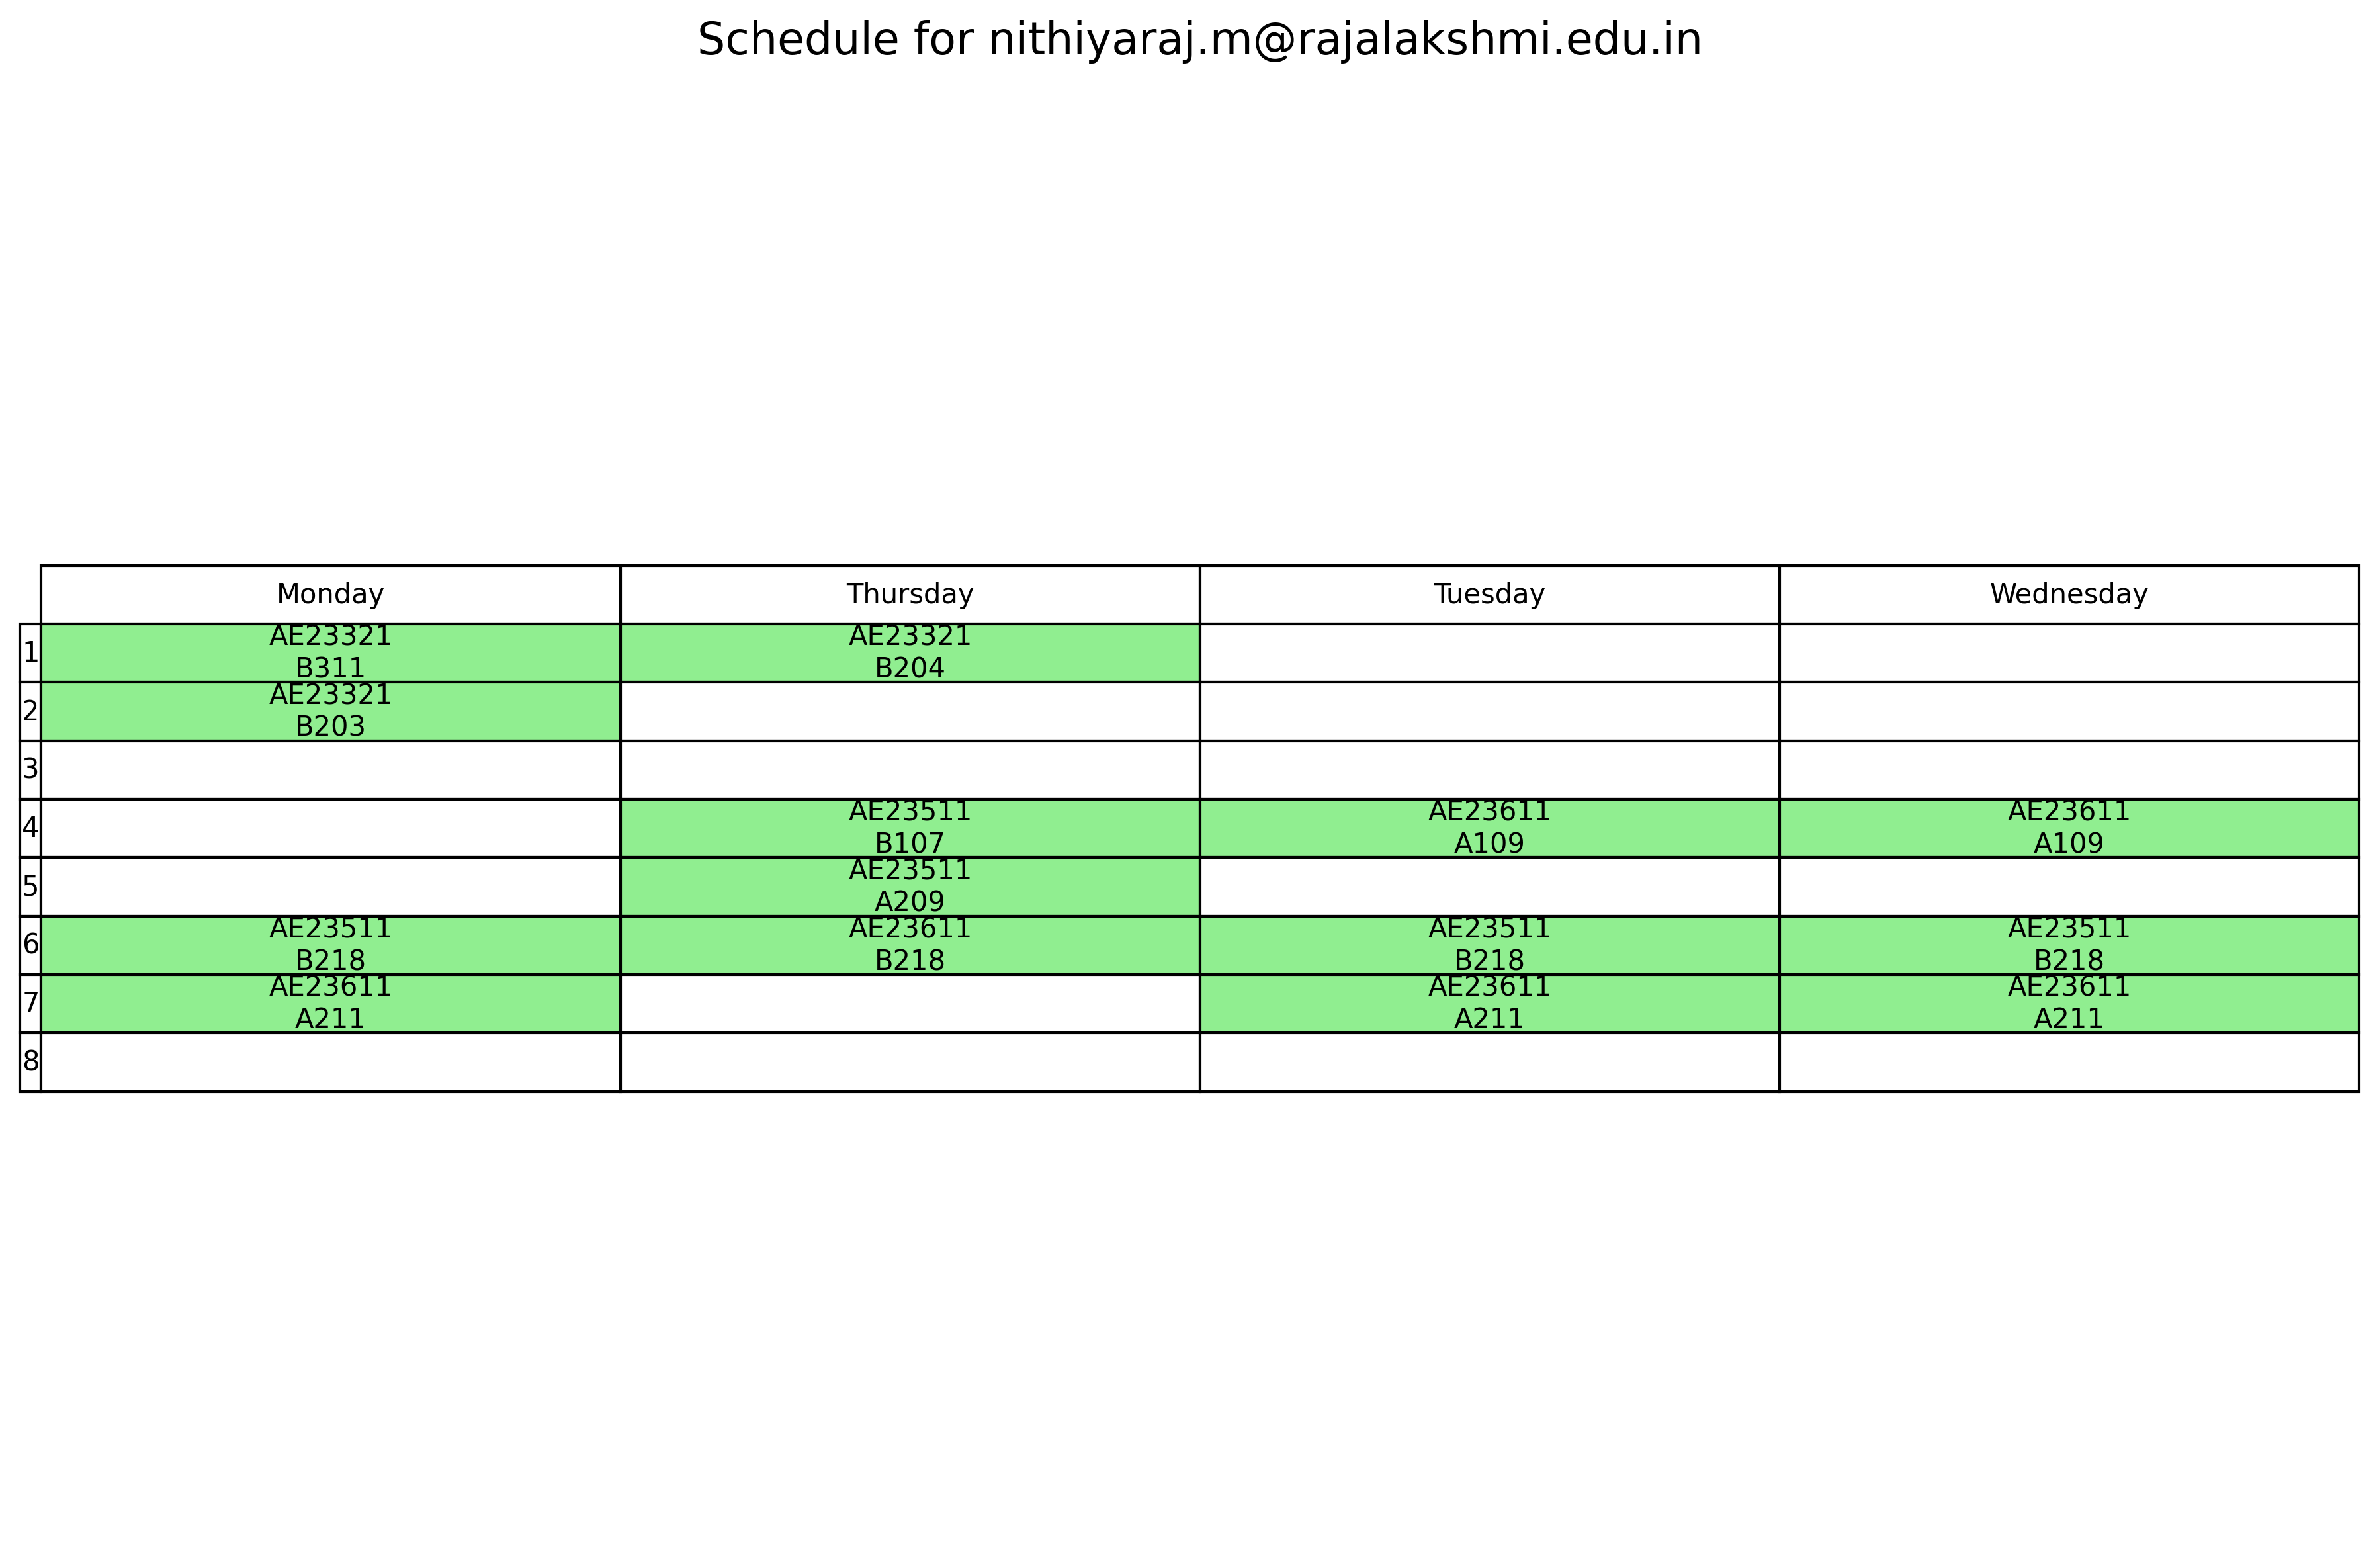 Schedule for nithiyaraj.m@rajalakshmi.edu.in
Monday Thursday Tuesday Wednesday
1 AE23321 B311 AE23321 B204
2 AE23321 B203
3
4 AE23511 B107 AE23611 A109 AE23611 A109
5 AE23511 A209
6 AE23511 B218 AE23611 B218 AE23511 B218 AE23511 B218
7 AE23611 A211 AE23611 A211 AE23611 A211
8